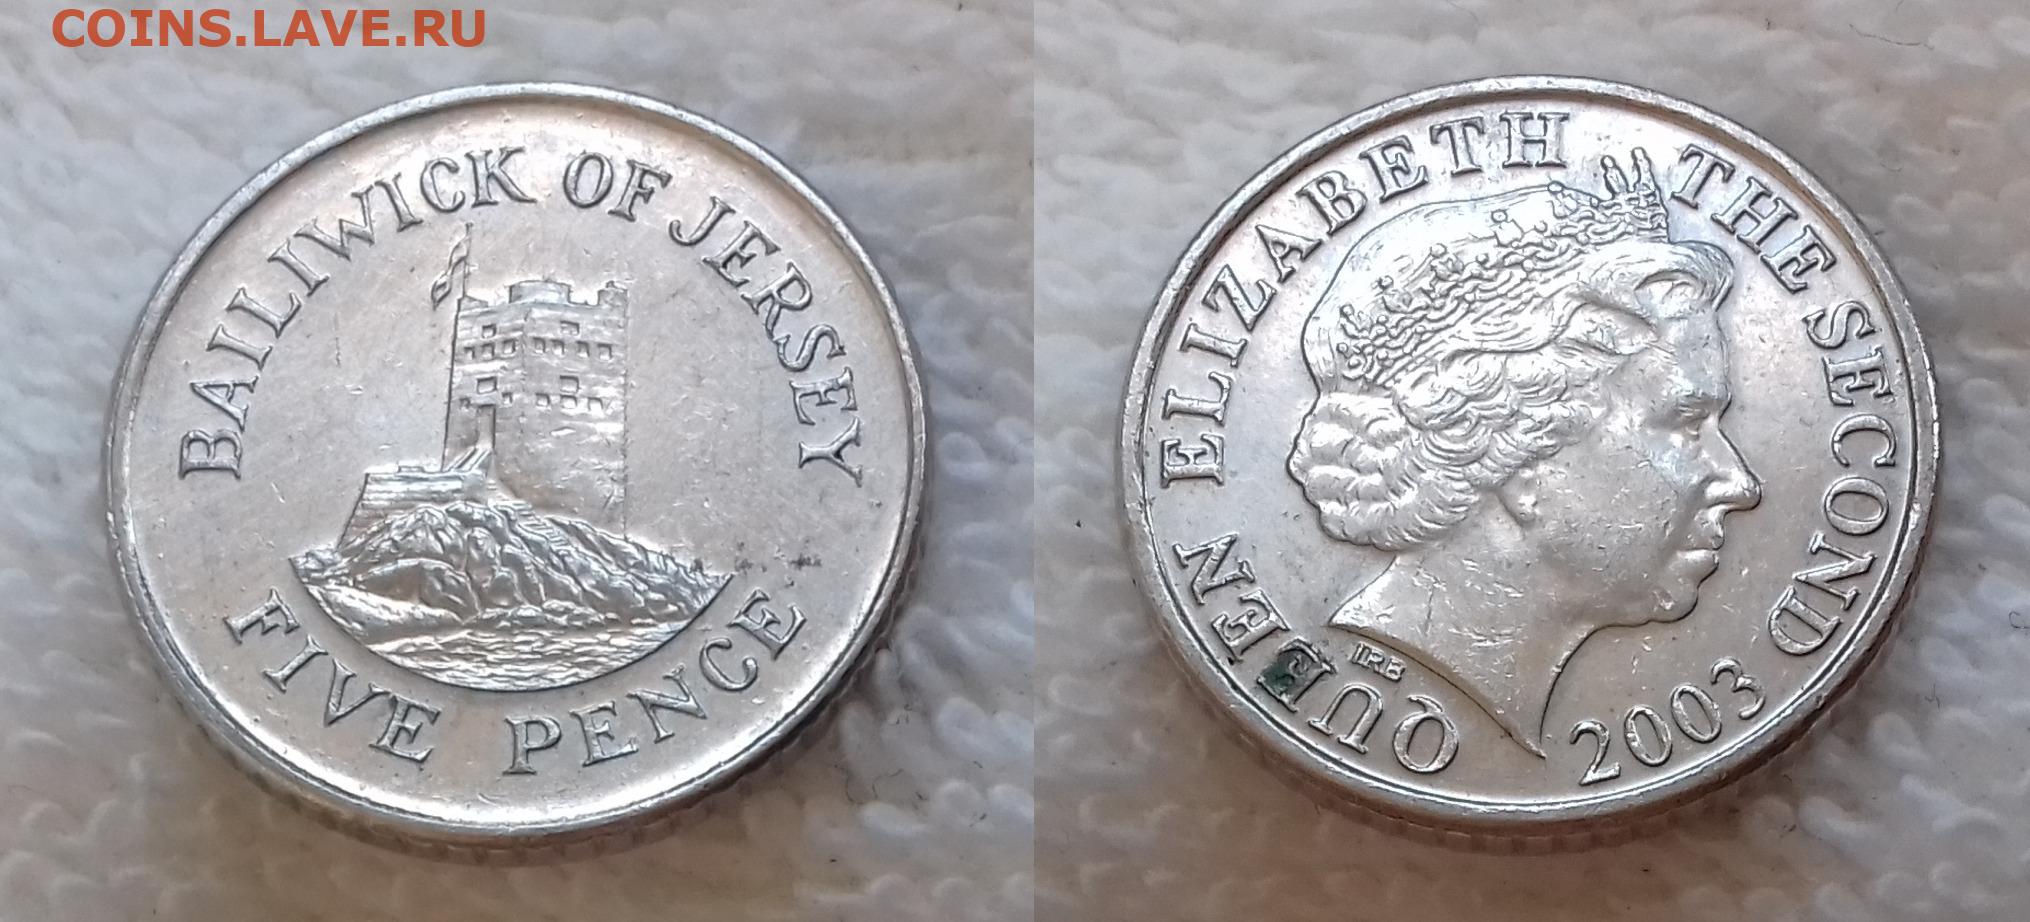 COINS.LAVE.RU
BAILIWICK OF JERSEY
FIVE PENCE
QUEEN ELIZABETH THE SECOND
IRB
2003